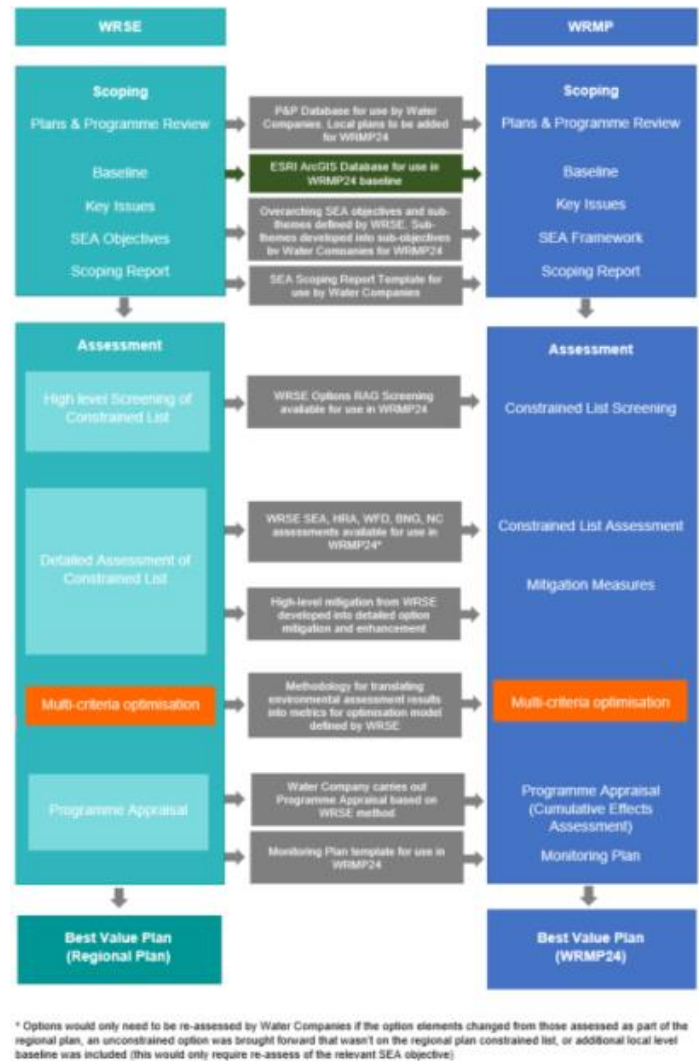 WRSE
WRMP
Scoping
Plans & Programme Review
Baseline
Key Issues
SEA Objectives
Scoping Report
P&P Database for use by Water
Companies. Local plans to be added
for WRMP24
ESRI ArcGIS Database for use in
WRMP24 baseline
Overarching SEA objectives and sub-
themes defined by WRSE. Sub-
themes developed into sub-objectives
by Water Companies for WRMP24
SEA Scoping Report Template for
use by Water Companies
Scoping
Plans & Programme Review
Baseline
Key Issues
SEA Framework
Scoping Report
Assessment
High level Screening of
Constrained List
Detailed Assessment of
Constrained List
Multi-criteria optimisation
Programme Appraisal
WRSE Options RAG Screening
available for use in WRMP24
WRSE SEA, HRA, WFD, BNG, NC
assessments available for use in
WRMP24*
High-level mitigation from WRSE
developed into detailed option
mitigation and enhancement
Methodology for translating
environmental assessment results
into metrics for optimisation model
defined by WRSE
Water Company carries out
Programme Appraisal based on
WRSE method
Monitoring Plan template for use in
WRMP24
Assessment
Constrained List Screening
Constrained List Assessment
Mitigation Measures
Multi-criteria optimisation
Programme Appraisal
(Cumulative Effects
Assessment)
Monitoring Plan
Best Value Plan
(Regional Plan)
Best Value Plan
(WRMP24)
* Options would only need to be re-assessed by Water Companies if the option elements changed from those assessed as part of the
regional plan, an unconstrained option was brought forward that wasn't on the regional plan constrained list, or additional local level
baseline was included (this would only require re-assess of the relevant SEA objective)